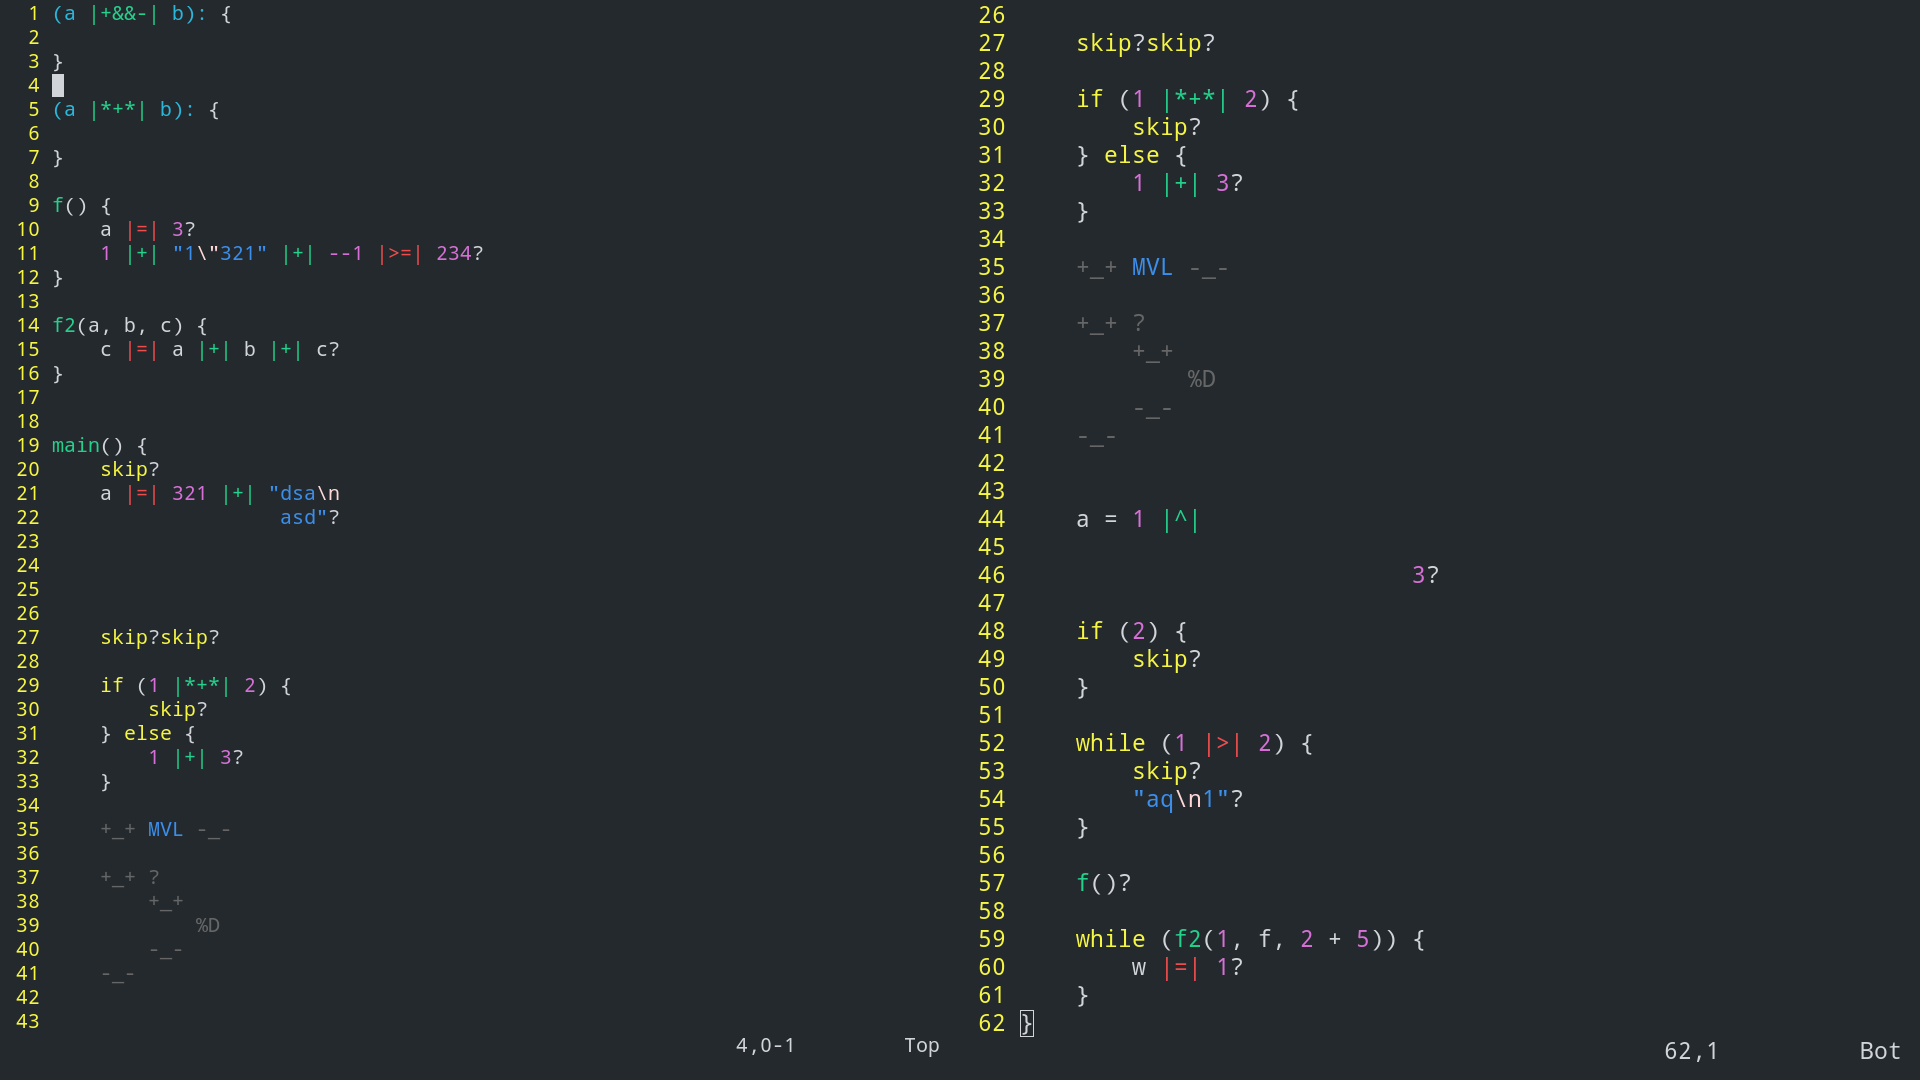 1 (a |+&&-| b): {
2
3 }
4
5 (a |*+*| b): {
6
7 }
8
9 f() {
10     a |=| 3?
11     1 |+| "1\"321" |+| --1 |>=| 234?
12 }
13
14 f2(a, b, c) {
15     c |=| a |+| b |+| c?
16 }
17
18
19 main() {
20     skip?
21     a |=| 321 |+| "dsa\n
22                    asd"?
23
24
25
26
27     skip?skip?
28
29     if (1 |*+*| 2) {
30         skip?
31     } else {
32         1 |+| 3?
33     }
34
35     +_+ MVL -_-
36
37     +_+ ?
38         +_+
39             %D
40         -_-
41     -_-
42
43
4,0-1 Top
26
27     skip?skip?
28
29     if (1 |*+*| 2) {
30         skip?
31     } else {
32         1 |+| 3?
33     }
34
35     +_+ MVL -_-
36
37     +_+ ?
38         +_+
39             %D
40         -_-
41     -_-
42
43
44     a = 1 |^|
45
46                             3?
47
48     if (2) {
49         skip?
50     }
51
52     while (1 |>| 2) {
53         skip?
54         "aq\n1"?
55     }
56
57     f()?
58
59     while (f2(1, f, 2 + 5)) {
60         w |=| 1?
61     }
62 }
62,1 Bot